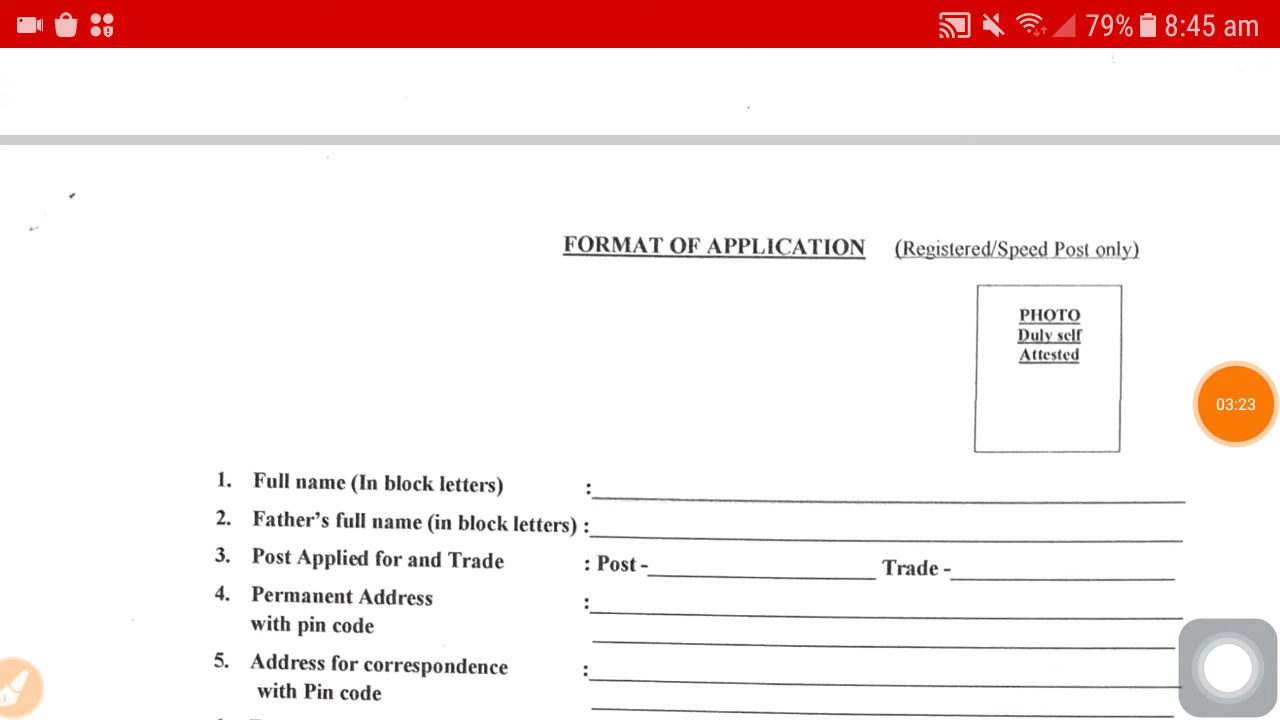 79% 8:45 am
FORMAT OF APPLICATION (Registered/Speed Post only)
PHOTO
Duly self
Attested
03:23
1. Full name (In block letters) :
2. Father's full name (in block letters) :
3. Post Applied for and Trade : Post - Trade -
4. Permanent Address :
with pin code
5. Address for correspondence :
with Pin code